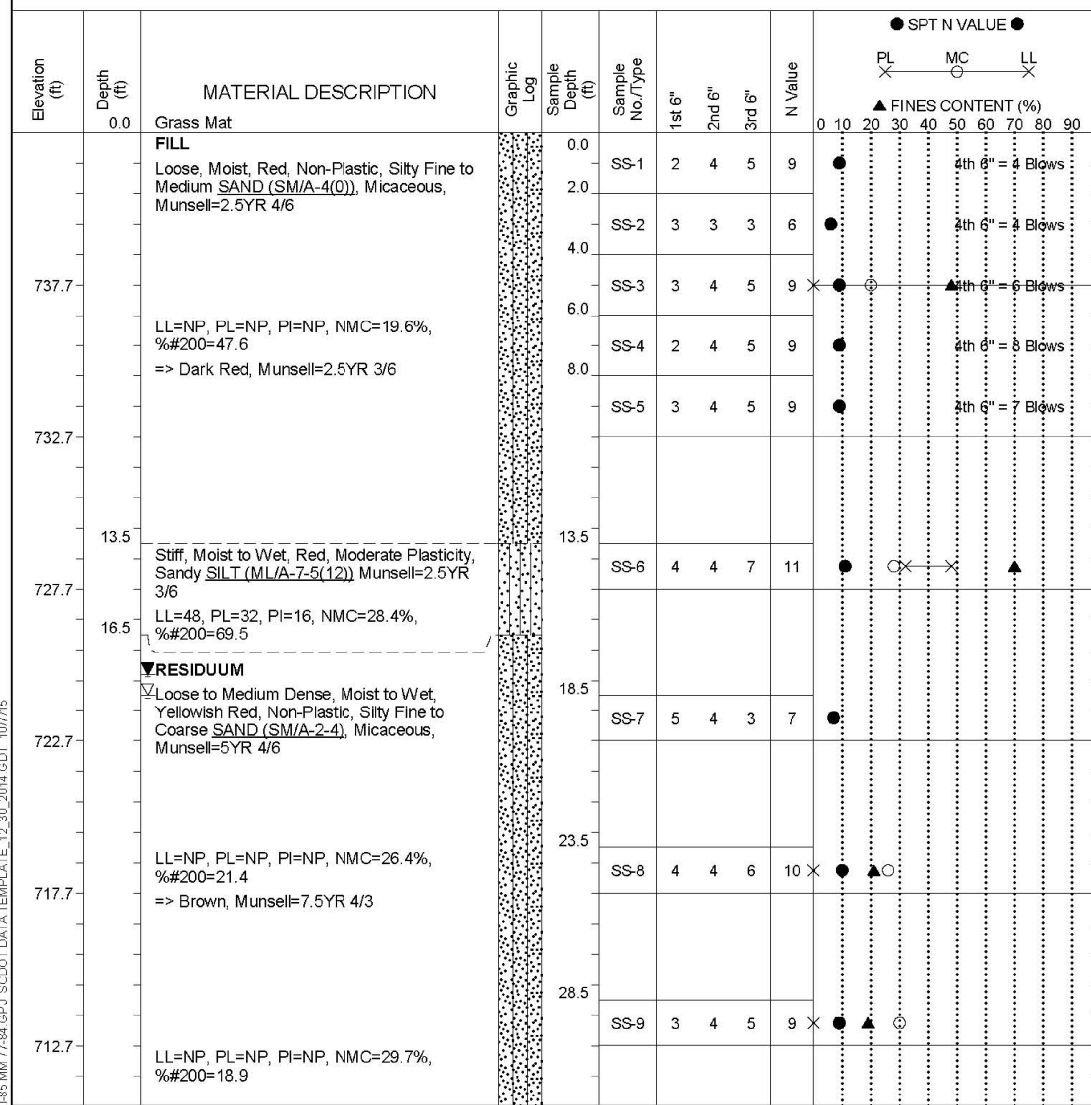 ● SPT N VALUE ●
PL MC LL
▲ FINES CONTENT (%)
Elevation (ft)
Depth (ft)
MATERIAL DESCRIPTION
Graphic Log
Sample Depth (ft)
Sample No./Type
1st 6"
2nd 6"
3rd 6"
N Value
0 10 20 30 40 50 60 70 80 90
0.0 Grass Mat
FILL
0.0
Loose, Moist, Red, Non-Plastic, Silty Fine to
Medium SAND (SM/A-4(0)), Micaceous,
Munsell=2.5YR 4/6
SS-1 2 4 5 9 4th 6" = 4 Blows
2.0
SS-2 3 3 3 6 4th 6" = 4 Blows
4.0
737.7 SS-3 3 4 5 9 4th 6" = 6 Blows
6.0
LL=NP, PL=NP, PI=NP, NMC=19.6%,
%#200=47.6
SS-4 2 4 5 9 4th 6" = 8 Blows
=> Dark Red, Munsell=2.5YR 3/6
8.0
SS-5 3 4 5 9 4th 6" = 7 Blows
732.7
13.5 13.5
Stiff, Moist to Wet, Red, Moderate Plasticity,
Sandy SILT (ML/A-7-5(12)) Munsell=2.5YR
3/6
SS-6 4 4 7 11
727.7
LL=48, PL=32, PI=16, NMC=28.4%,
%#200=69.5
16.5
RESIDUUM
18.5
Loose to Medium Dense, Moist to Wet,
Yellowish Red, Non-Plastic, Silty Fine to
Coarse SAND (SM/A-2-4), Micaceous,
Munsell=5YR 4/6
SS-7 5 4 3 7
722.7
23.5
LL=NP, PL=NP, PI=NP, NMC=26.4%,
%#200=21.4
SS-8 4 4 6 10
=> Brown, Munsell=7.5YR 4/3
717.7
28.5
SS-9 3 4 5 9
712.7
LL=NP, PL=NP, PI=NP, NMC=29.7%,
%#200=18.9
I-85 MM 77-84.GPJ SCDOT DATA TEMPLATE_12_30_2014.GDT 10/7/15